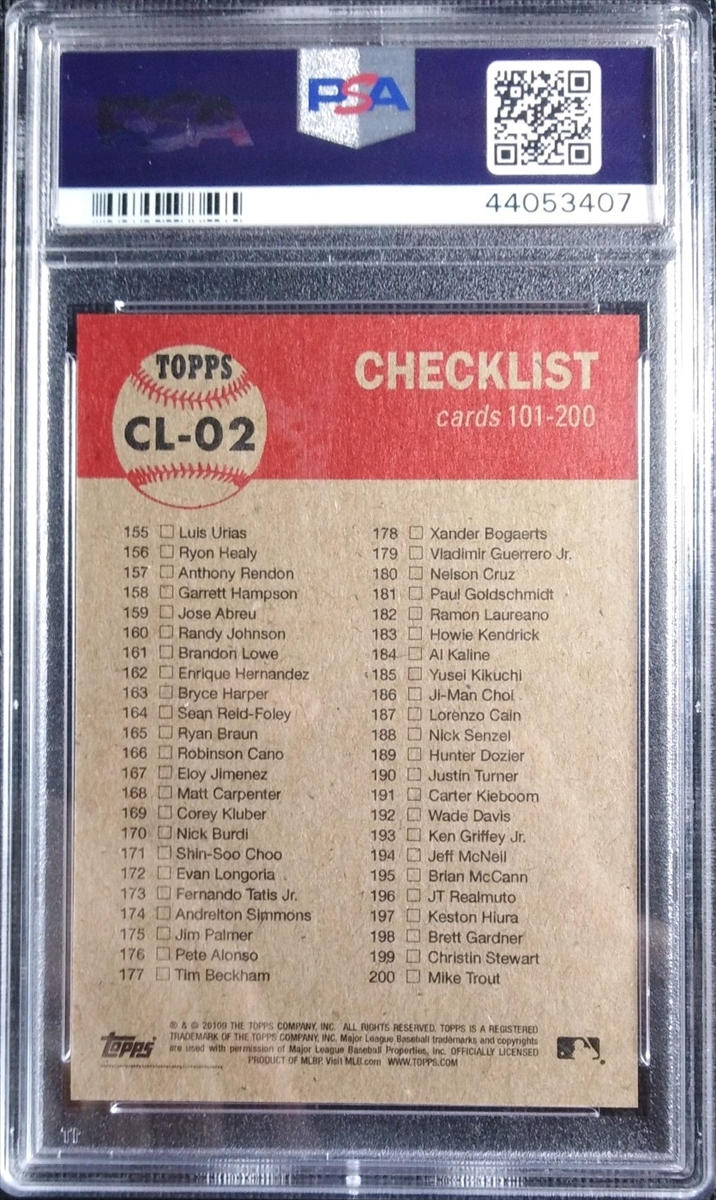 PSA
44053407
TOPPS
CL-02
CHECKLIST
cards 101-200
155 Luis Urias
156 Ryon Healy
157 Anthony Rendon
158 Garrett Hampson
159 Jose Abreu
160 Randy Johnson
161 Brandon Lowe
162 Enrique Hernandez
163 Bryce Harper
164 Sean Reid-Foley
165 Ryan Braun
166 Robinson Cano
167 Eloy Jimenez
168 Matt Carpenter
169 Corey Kluber
170 Nick Burdi
171 Shin-Soo Choo
172 Evan Longoria
173 Fernando Tatis Jr.
174 Andrelton Simmons
175 Jim Palmer
176 Pete Alonso
177 Tim Beckham
178 Xander Bogaerts
179 Vladimir Guerrero Jr.
180 Nelson Cruz
181 Paul Goldschmidt
182 Ramon Laureano
183 Howie Kendrick
184 Al Kaline
185 Yusei Kikuchi
186 Ji-Man Choi
187 Lorenzo Cain
188 Nick Senzel
189 Hunter Dozier
190 Justin Turner
191 Carter Kieboom
192 Wade Davis
193 Ken Griffey Jr.
194 Jeff McNeil
195 Brian McCann
196 JT Realmuto
197 Keston Hiura
198 Brett Gardner
199 Christin Stewart
200 Mike Trout
Topps
® & © 20109 THE TOPPS COMPANY, INC. ALL RIGHTS RESERVED. TOPPS IS A REGISTERED
TRADEMARK OF THE TOPPS COMPANY, INC. Major League Baseball trademarks and copyrights
are used with permission of Major League Baseball Properties, Inc. OFFICIALLY LICENSED
PRODUCT OF MLBP. Visit MLB.com WWW.TOPPS.COM